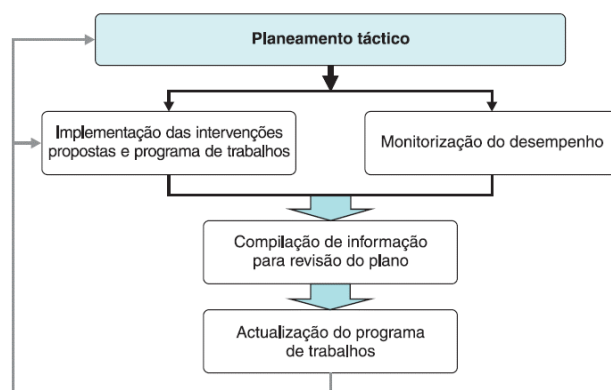 Planeamento táctico
Implementação das intervenções
propostas e programa de trabalhos
Monitorização do desempenho
Compilação de informação
para revisão do plano
Actualização do programa
de trabalhos